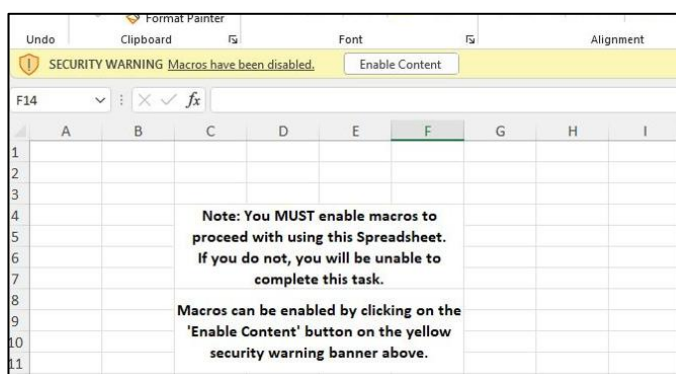 Format Painter
Undo Clipboard Font Alignment
SECURITY WARNING Macros have been disabled. Enable Content
F14 fx
A B C D E F G H I
1
2
3
4 Note: You MUST enable macros to
5 proceed with using this Spreadsheet.
6 If you do not, you will be unable to
7 complete this task.
8
Macros can be enabled by clicking on the
9
'Enable Content' button on the yellow
10
security warning banner above.
11